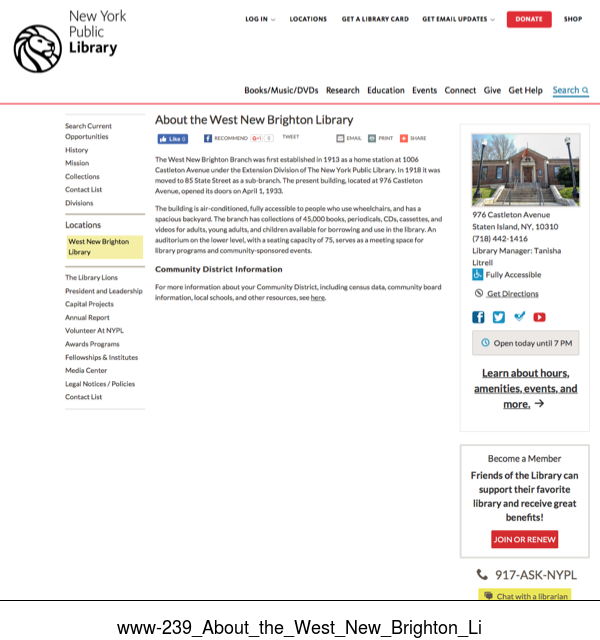 New York
Public
Library
LOG IN
LOCATIONS
GET A LIBRARY CARD
GET EMAIL UPDATES
DONATE
SHOP
Books/Music/DVDs Research Education Events Connect Give Get Help Search
Search Current
Opportunities
History
Mission
Collections
Contact List
Divisions
Locations
West New Brighton
Library
The Library Lions
President and Leadership
Capital Projects
Annual Report
Volunteer At NYPL
Awards Programs
Fellowships & Institutes
Media Center
Legal Notices / Policies
Contact List
About the West New Brighton Library
Like 0 RECOMMEND G+1 0 TWEET EMAIL PRINT SHARE
The West New Brighton Branch was first established in 1913 as a home station at 1006
Castleton Avenue under the Extension Division of The New York Public Library. In 1918 it was
moved to 85 State Street as a sub-branch. The present building, located at 976 Castleton
Avenue, opened its doors on April 1, 1933.
The building is air-conditioned, fully accessible to people who use wheelchairs, and has a
spacious backyard. The branch has collections of 45,000 books, periodicals, CDs, cassettes, and
videos for adults, young adults, and children available for borrowing and use in the library. An
auditorium on the lower level, with a seating capacity of 75, serves as a meeting space for
library programs and community-sponsored events.
Community District Information
For more information about your Community District, including census data, community board
information, local schools, and other resources, see here.
976 Castleton Avenue
Staten Island, NY, 10310
(718) 442-1416
Library Manager: Tanisha
Litrell
Fully Accessible
Get Directions
Open today until 7 PM
Learn about hours,
amenities, events, and
more. →
Become a Member
Friends of the Library can
support their favorite
library and receive great
benefits!
JOIN OR RENEW
917-ASK-NYPL
Chat with a librarian
www-239_About_the_West_New_Brighton_Li